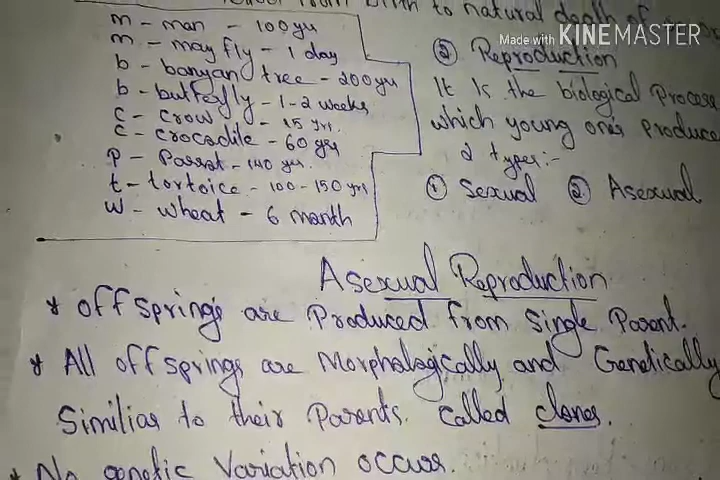 from birth to natural death of
m - man - 100 yrs
m - may fly - 1 day
b - banyan tree - 200 yrs
b - butterfly - 1-2 weeks
c - crow - 15 yrs.
c - crocodile - 60 yrs
p - Parrot - 140 yrs.
t - tortoice - 100-150 yrs
w - wheat - 6 month
Made with KINEMASTER
② Reproduction
It Is the biological Process
which young ones produce
2 types:-
① Sexual ② Asexual
Asexual Reproduction
* Offsprings are Produced from Single Parent.
* All offsprings are Morphologically and Genetically
Similiar to their Parents. Called clones.
* No genetic Variation occurs.